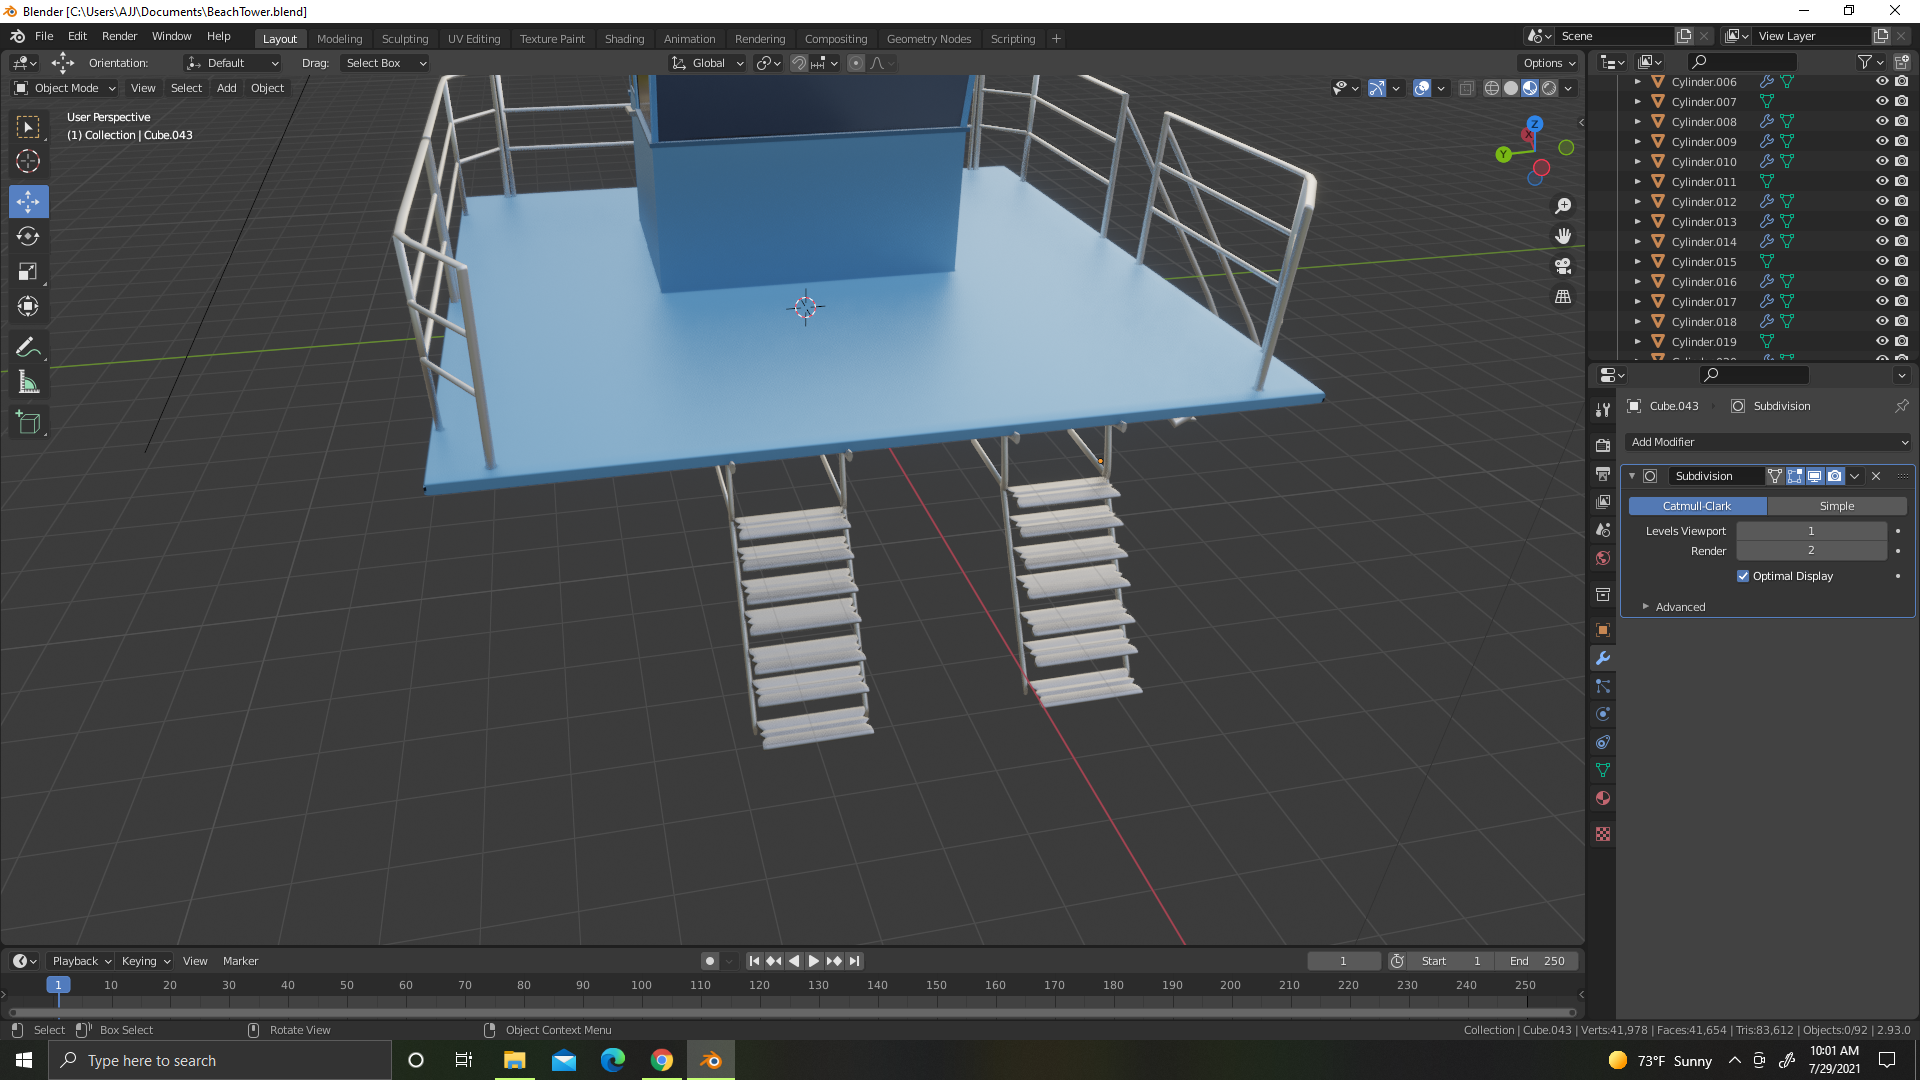 Blender [C:\Users\AJJ\Documents\BeachTower.blend]
File Edit Render Window Help Layout Modeling Sculpting UV Editing Texture Paint Shading Animation Rendering Compositing Geometry Nodes Scripting + Scene View Layer
Orientation: Default Drag: Select Box Global Options
Object Mode View Select Add Object
User Perspective
(1) Collection | Cube.043
Z
X
Y
Cylinder.006
Cylinder.007
Cylinder.008
Cylinder.009
Cylinder.010
Cylinder.011
Cylinder.012
Cylinder.013
Cylinder.014
Cylinder.015
Cylinder.016
Cylinder.017
Cylinder.018
Cylinder.019
Cube.043 Subdivision
Add Modifier
Subdivision
Catmull-Clark Simple
Levels Viewport 1
Render 2
Optimal Display
Advanced
Playback Keying View Marker 1 Start 1 End 250
1 10 20 30 40 50 60 70 80 90 100 110 120 130 140 150 160 170 180 190 200 210 220 230 240 250
Select Box Select Rotate View Object Context Menu Collection | Cube.043 | Verts:41,978 | Faces:41,654 | Tris:83,612 | Objects:0/92 | 2.93.0
Type here to search 73°F Sunny
10:01 AM
7/29/2021